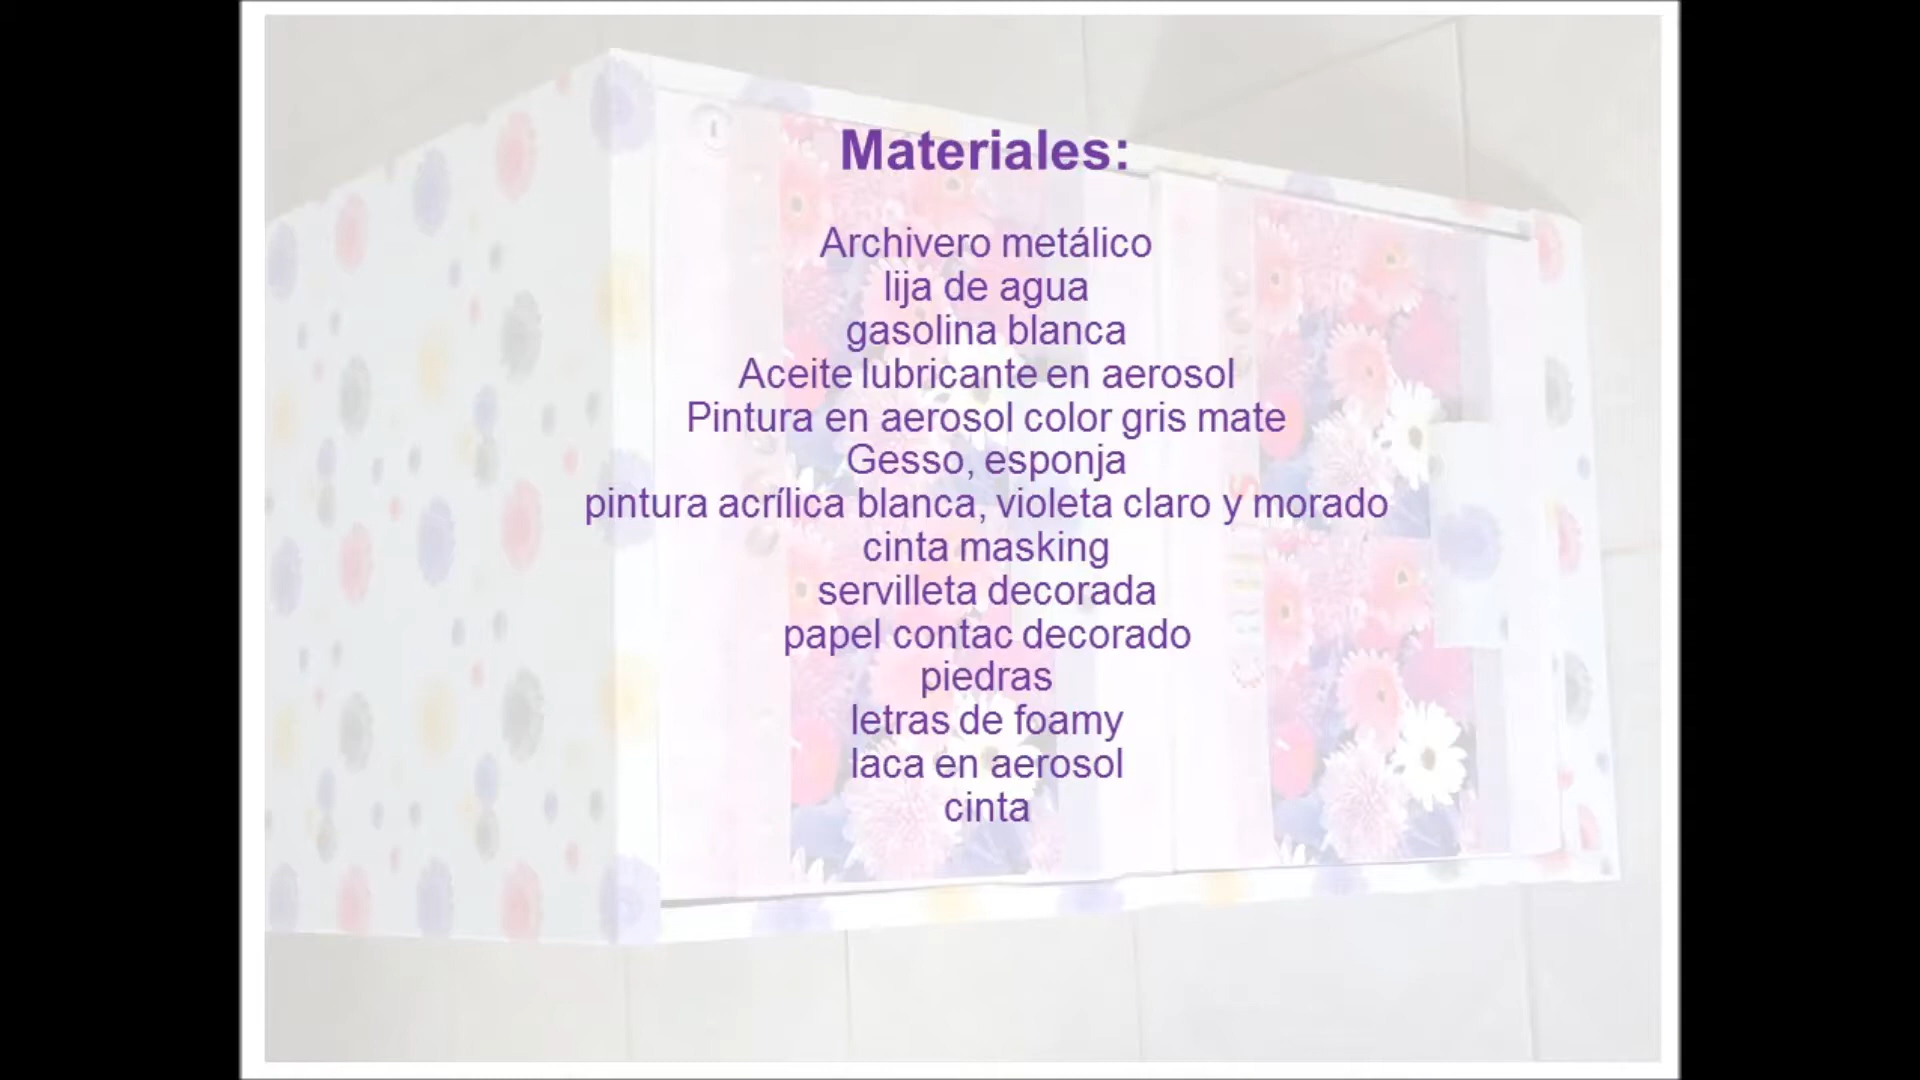 Materiales:
Archivero metálico
lija de agua
gasolina blanca
Aceite lubricante en aerosol
Pintura en aerosol color gris mate
Gesso, esponja
pintura acrílica blanca, violeta claro y morado
cinta masking
servilleta decorada
papel contac decorado
piedras
letras de foamy
laca en aerosol
cinta